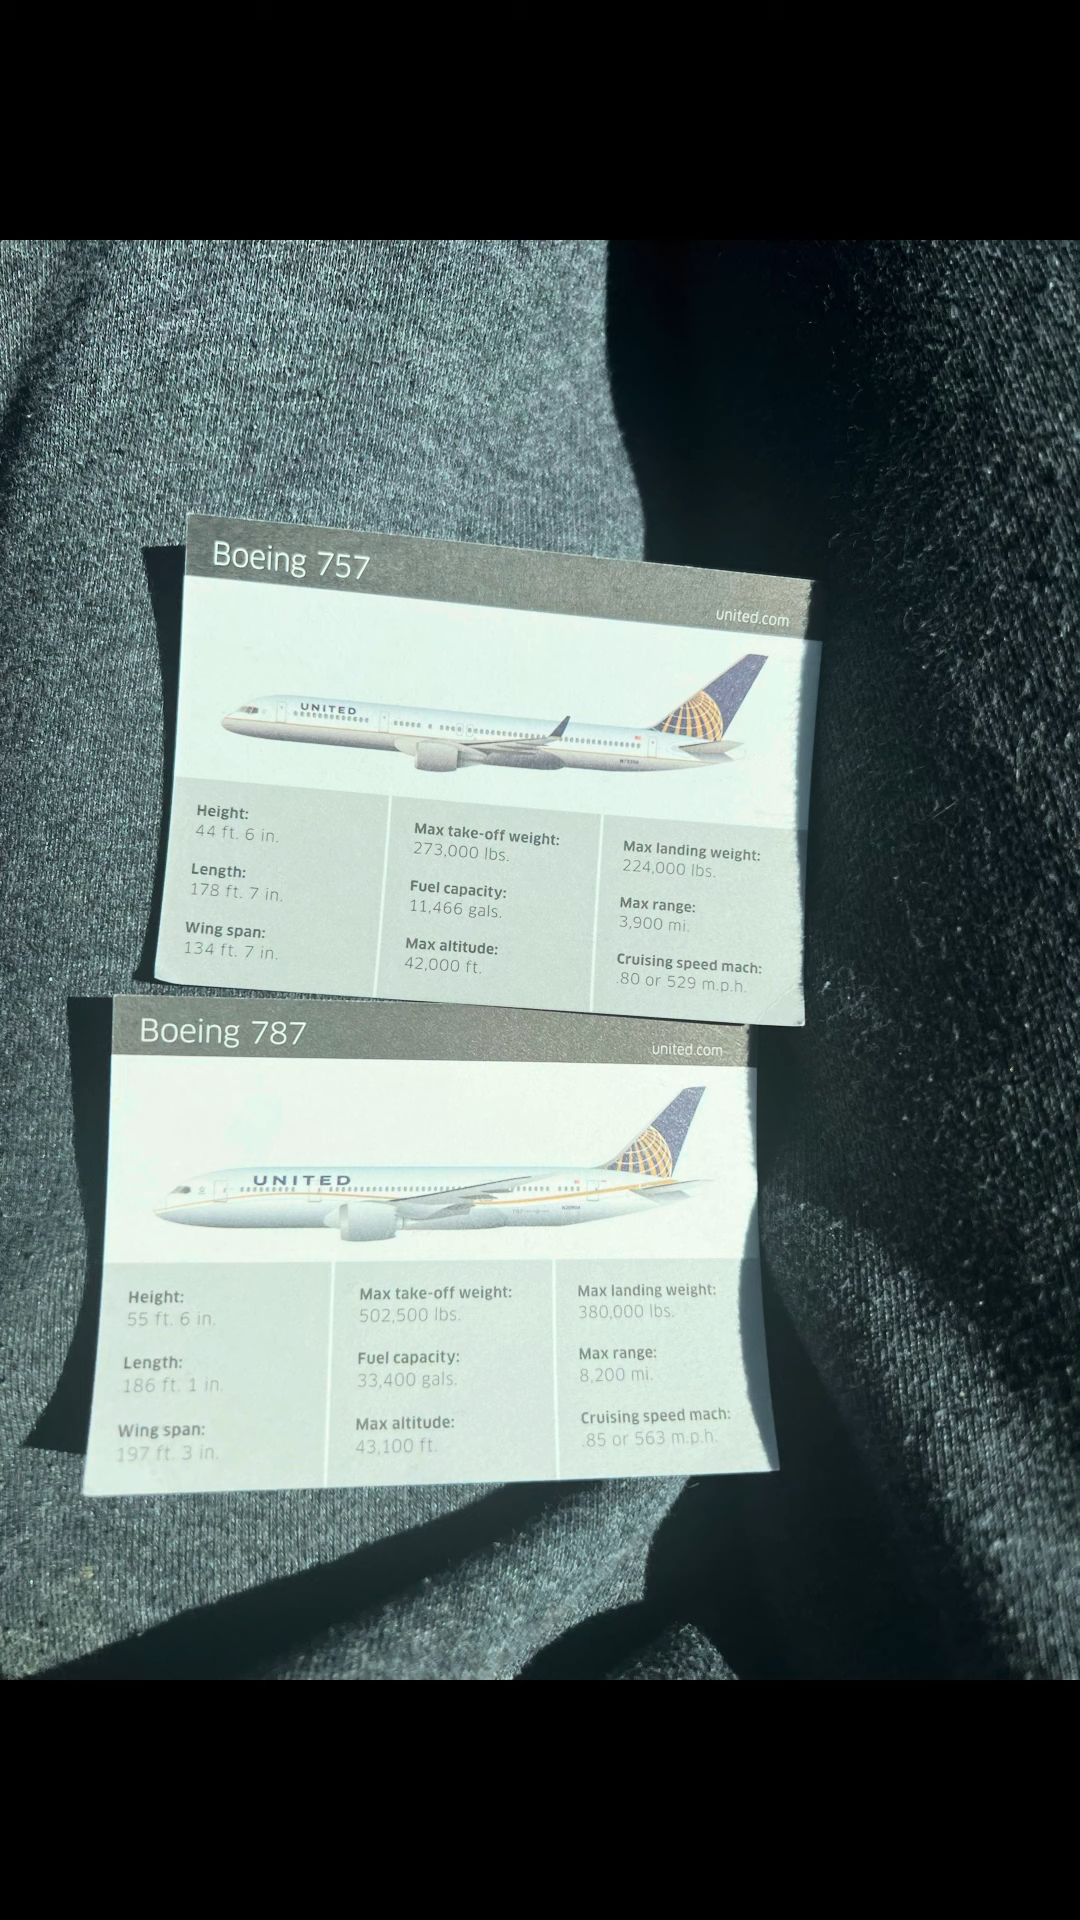 Boeing 757
united.com
UNITED
Height:
44 ft. 6 in.
Length:
178 ft. 7 in.
Wing span:
134 ft. 7 in.
Max take-off weight:
273,000 lbs.
Fuel capacity:
11,466 gals.
Max altitude:
42,000 ft.
Max landing weight:
224,000 lbs.
Max range:
3,900 mi.
Cruising speed mach:
.80 or 529 m.p.h.
Boeing 787
united.com
UNITED
Height:
55 ft. 6 in.
Length:
186 ft. 1 in.
Wing span:
197 ft. 3 in.
Max take-off weight:
502,500 lbs.
Fuel capacity:
33,400 gals.
Max altitude:
43,100 ft.
Max landing weight:
380,000 lbs.
Max range:
8,200 mi.
Cruising speed mach:
.85 or 563 m.p.h.